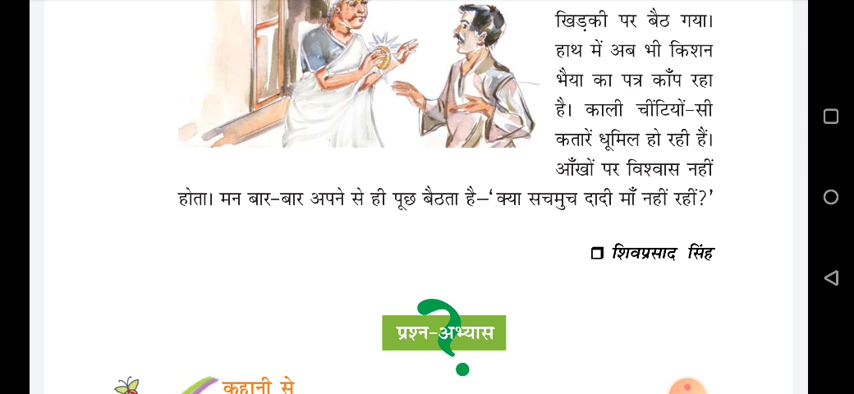 खिड़की पर बैठ गया।
हाथ में अब भी किशन
भैया का पत्र काँप रहा
है। काली चींटियों-सी
कतारें धूमिल हो रही हैं।
आँखों पर विश्वास नहीं
होता। मन बार-बार अपने से ही पूछ बैठता है–‘क्या सचमुच दादी माँ नहीं रहीं?’
❒ शिवप्रसाद सिंह
?
प्रश्न-अभ्यास
कहानी से